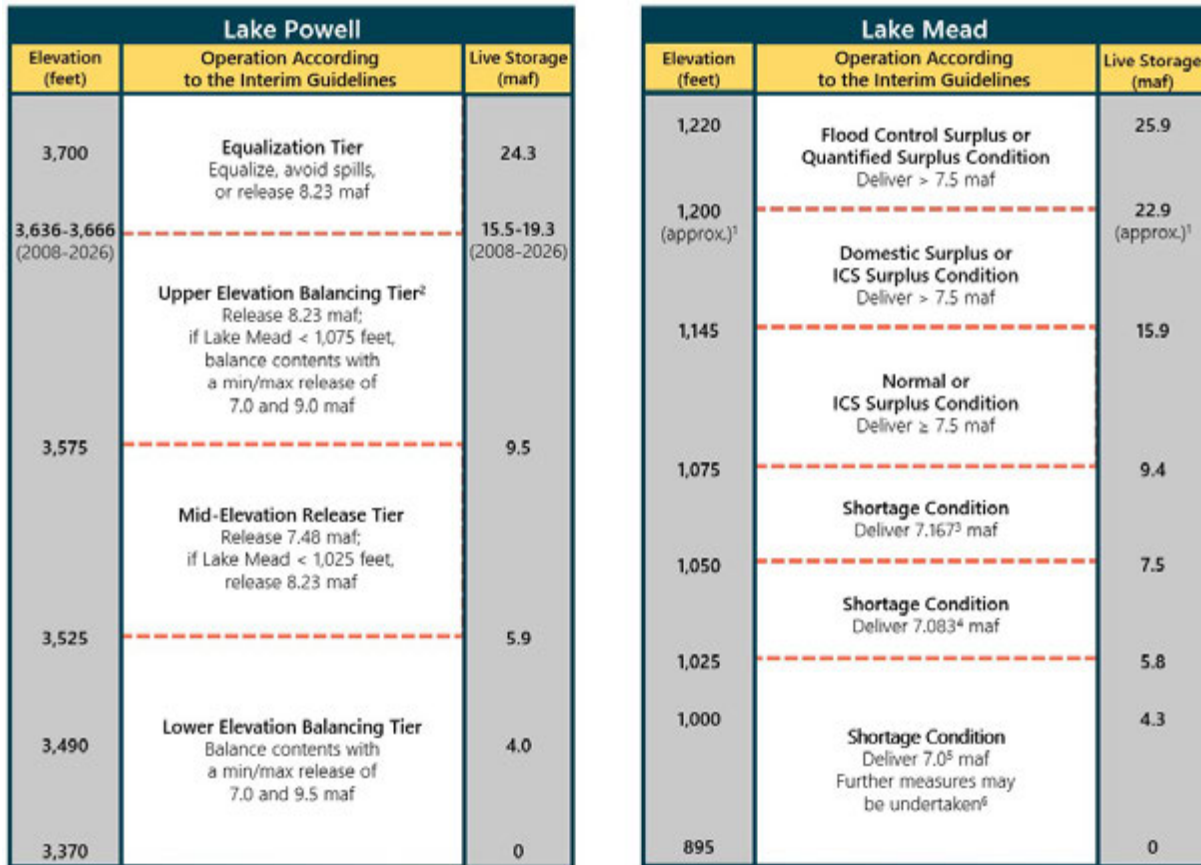 Lake Powell
Elevation (feet)
Operation According to the Interim Guidelines
Live Storage (maf)
3,700
Equalization Tier
Equalize, avoid spills,
or release 8.23 maf
24.3
3,636-3,666
(2008-2026)
15.5-19.3
(2008-2026)
Upper Elevation Balancing Tier²
Release 8.23 maf;
if Lake Mead < 1,075 feet,
balance contents with
a min/max release of
7.0 and 9.0 maf
3,575
9.5
Mid-Elevation Release Tier
Release 7.48 maf;
if Lake Mead < 1,025 feet,
release 8.23 maf
3,525
5.9
Lower Elevation Balancing Tier
3,490
Balance contents with
4.0
a min/max release of
7.0 and 9.5 maf
3,370
0
Lake Mead
Elevation (feet)
Operation According to the Interim Guidelines
Live Storage (maf)
1,220
Flood Control Surplus or
Quantified Surplus Condition
Deliver > 7.5 maf
25.9
1,200
(approx.)¹
22.9
(approx.)¹
Domestic Surplus or
ICS Surplus Condition
Deliver > 7.5 maf
1,145
15.9
Normal or
ICS Surplus Condition
Deliver ≥ 7.5 maf
1,075
9.4
Shortage Condition
Deliver 7.167³ maf
1,050
7.5
Shortage Condition
Deliver 7.083⁴ maf
1,025
5.8
1,000
4.3
Shortage Condition
Deliver 7.0⁵ maf
Further measures may
be undertaken⁶
895
0